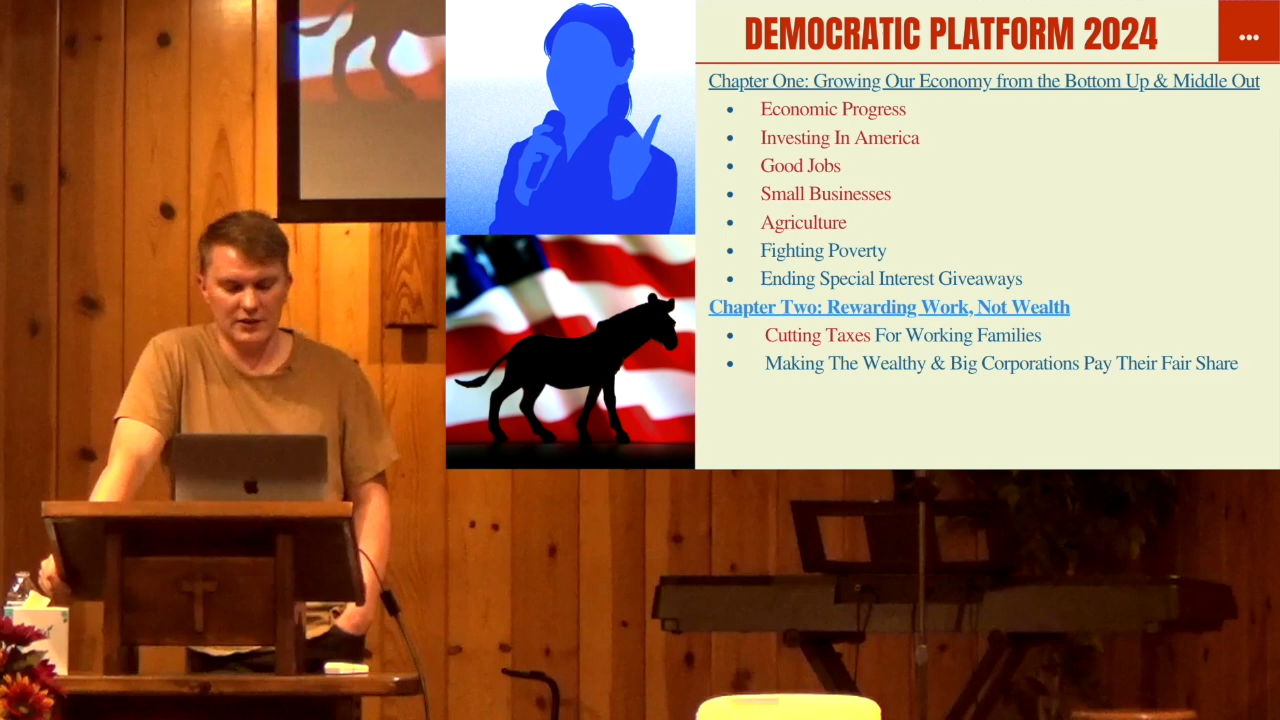 DEMOCRATIC PLATFORM 2024
Chapter One: Growing Our Economy from the Bottom Up & Middle Out
• Economic Progress
• Investing In America
• Good Jobs
• Small Businesses
• Agriculture
• Fighting Poverty
• Ending Special Interest Giveaways
Chapter Two: Rewarding Work, Not Wealth
• Cutting Taxes For Working Families
• Making The Wealthy & Big Corporations Pay Their Fair Share